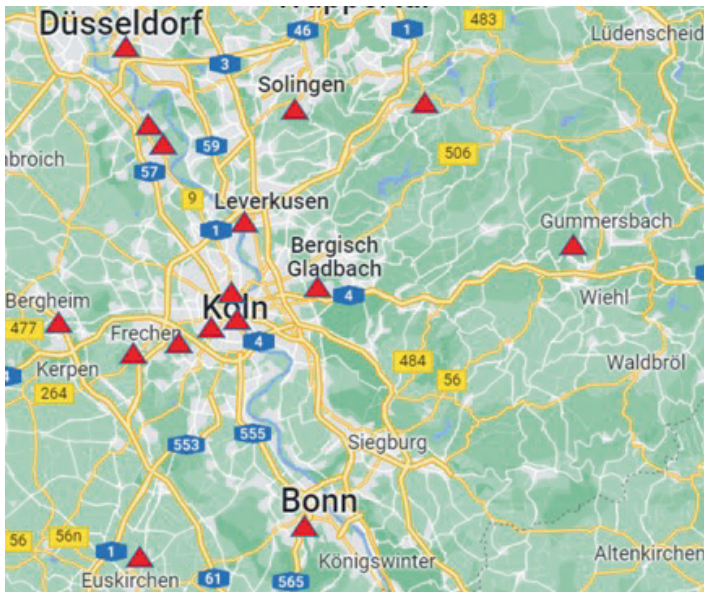 Düsseldorf
46
1
483
Lüdenscheid
3
Solingen
59
506
57
9
Leverkusen
1
Gummersbach
Bergisch
Gladbach
4
Bergheim
Köln
Wiehl
477
Frechen
4
484
Waldbröl
Kerpen
56
264
553
555
Siegburg
Bonn
56
56n
1
Königswinter
Altenkirchen
Euskirchen
61
565